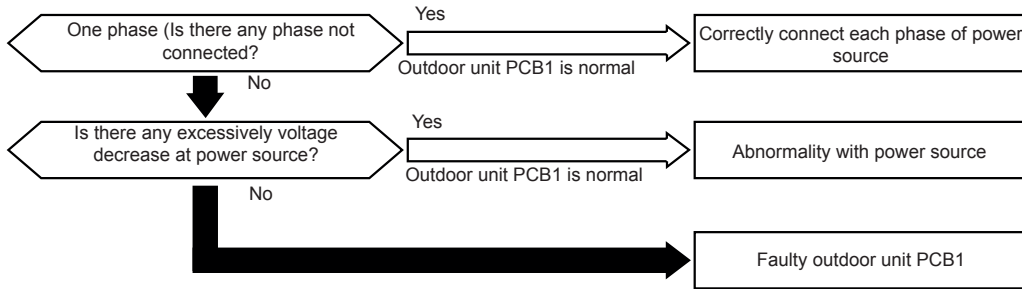 One phase (Is there any phase not
connected?
Yes
Outdoor unit PCB1 is normal
Correctly connect each phase of power
source
No
Is there any excessively voltage
decrease at power source?
Yes
Outdoor unit PCB1 is normal
Abnormality with power source
No
Faulty outdoor unit PCB1